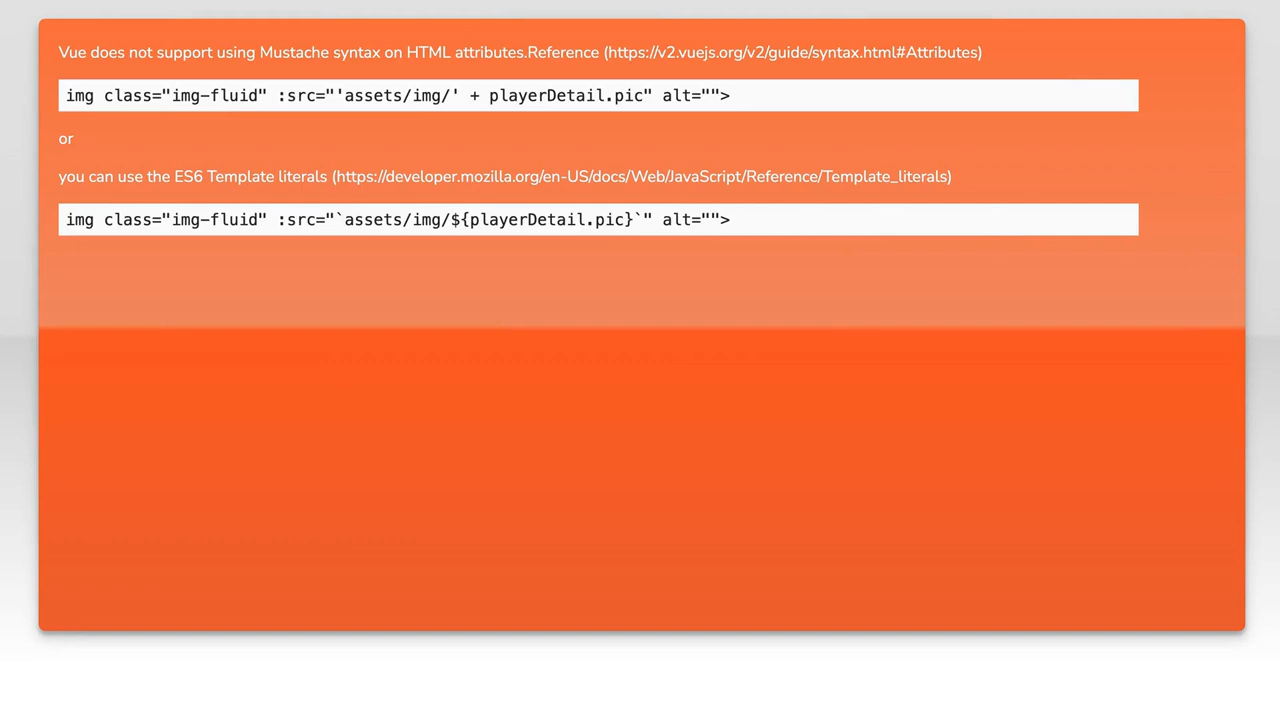 Vue does not support using Mustache syntax on HTML attributes.Reference (https://v2.vuejs.org/v2/guide/syntax.html#Attributes)
img class="img-fluid" :src="'assets/img/' + playerDetail.pic" alt="">
or
you can use the ES6 Template literals (https://developer.mozilla.org/en-US/docs/Web/JavaScript/Reference/Template_literals)
img class="img-fluid" :src="`assets/img/${playerDetail.pic}`" alt="">